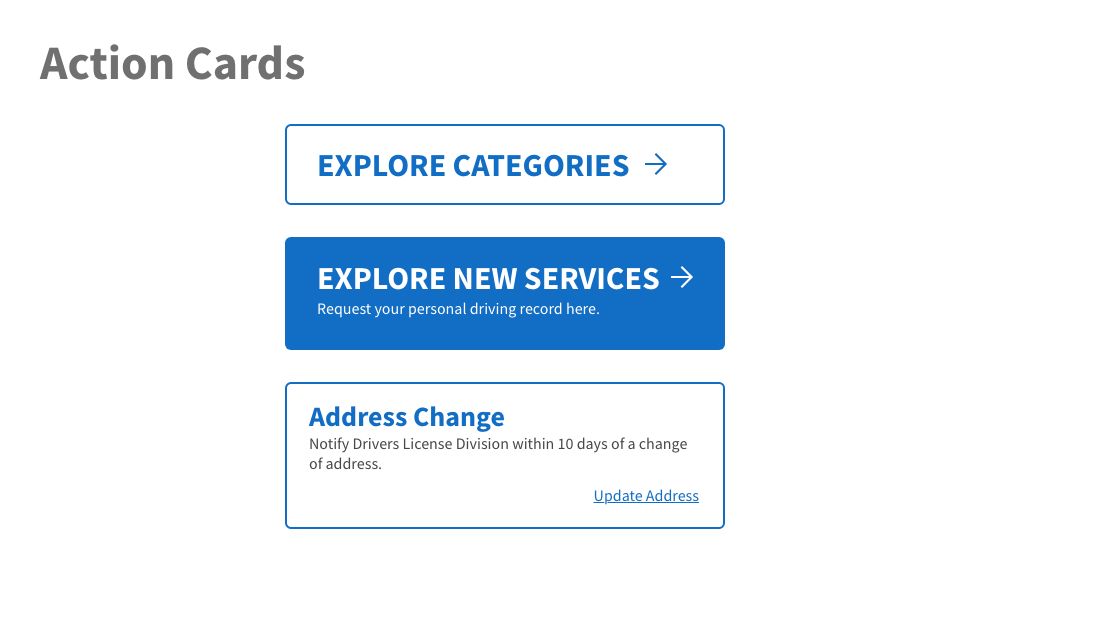 Action Cards
EXPLORE CATEGORIES
EXPLORE NEW SERVICES
Request your personal driving record here.
Address Change
Notify Drivers License Division within 10 days of a change
of address.
Update Address